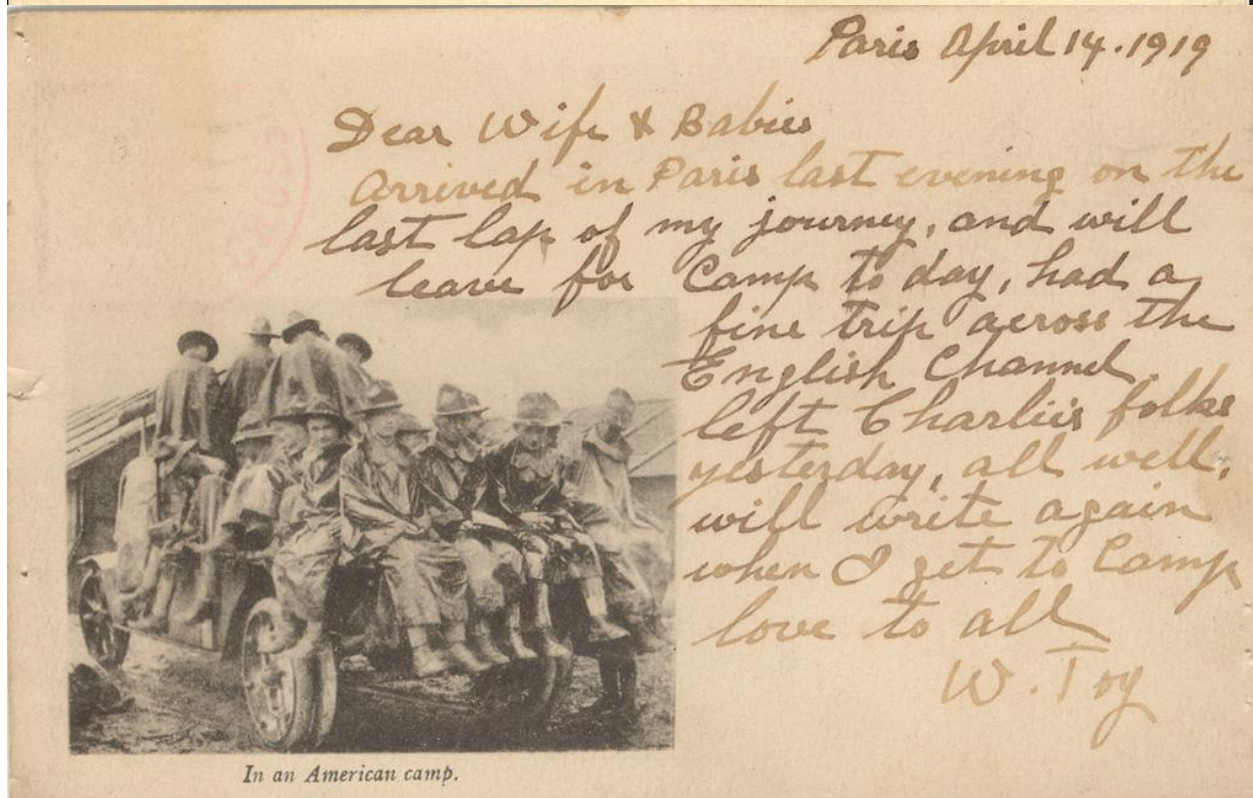 Paris April 14. 1919
Dear Wife & Babies
Arrived in Paris last evening on the
last lap of my journey, and will
leave for Camp to day, had a
fine trip across the
English Channel
left Charlie's folks
yesterday, all well,
will write again
when I get to Camp
love to all
W. Toy
In an American camp.